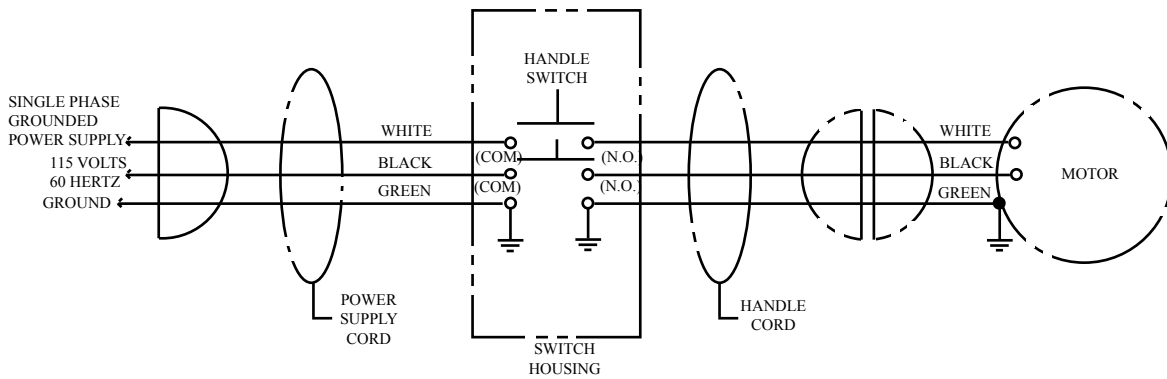 HANDLE
SWITCH
SINGLE PHASE
GROUNDED
POWER SUPPLY
115 VOLTS
60 HERTZ
GROUND
WHITE
BLACK
GREEN
(COM)
(COM)
(N.O.)
(N.O.)
WHITE
BLACK
GREEN
MOTOR
POWER
SUPPLY
CORD
HANDLE
CORD
SWITCH
HOUSING